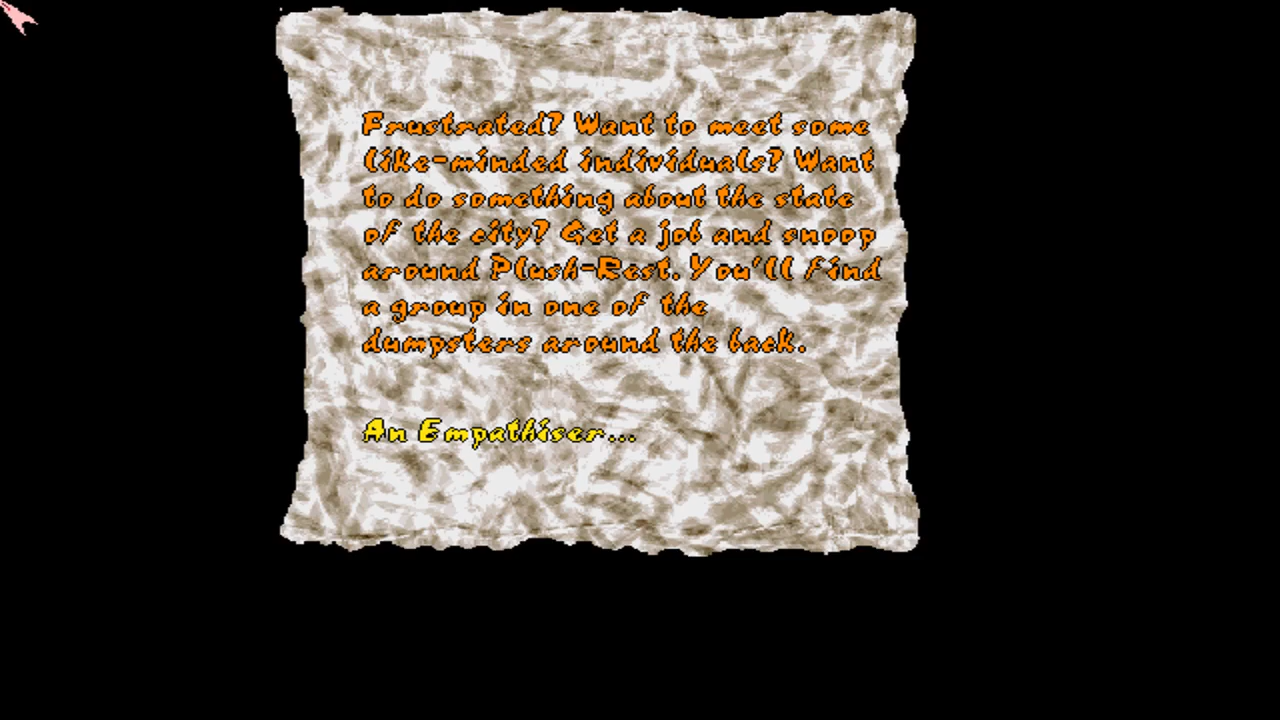 Frustrated? Want to meet some
like-minded individuals? Want
to do something about the state
of the city? Get a job and snoop
around Plush-Rest. You'll find
a group in one of the
dumpsters around the back.
An Empathiser...